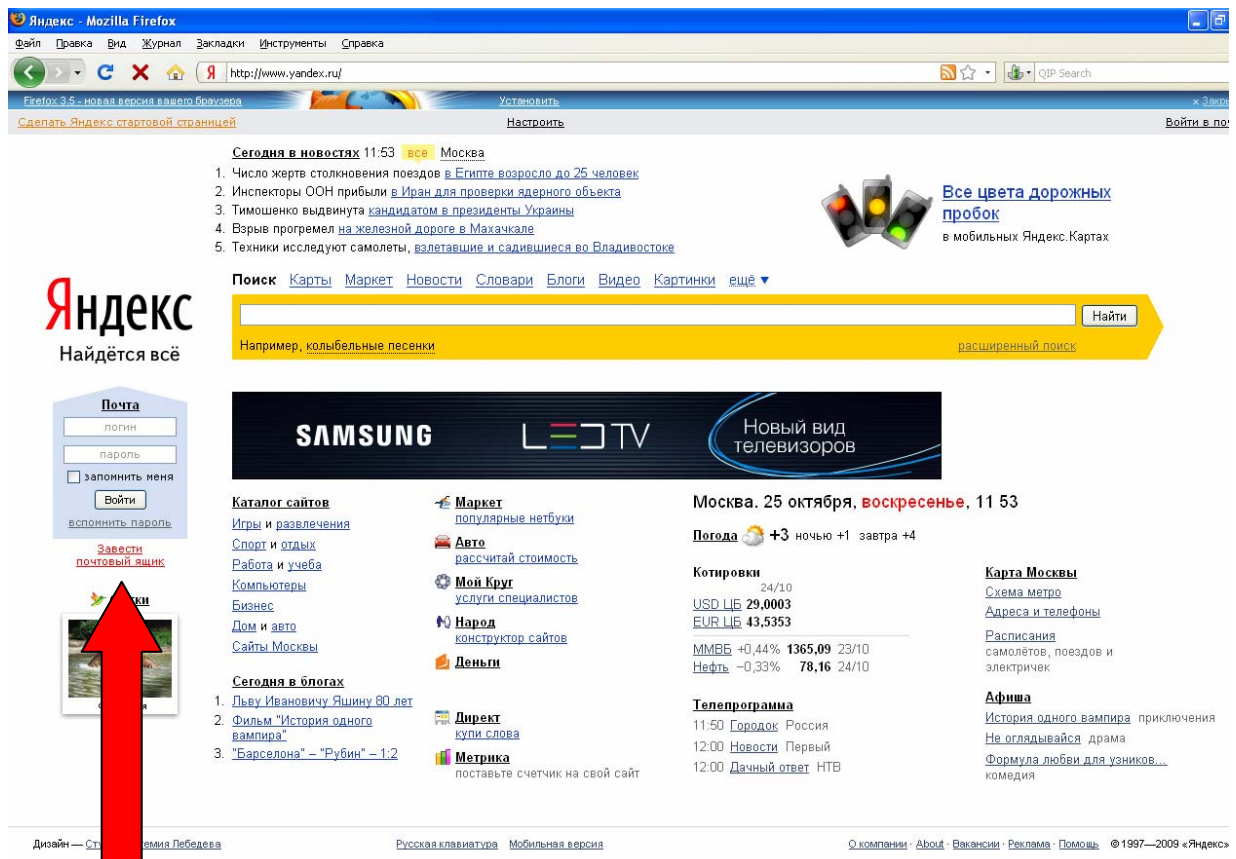 Яндекс - Mozilla Firefox
Файл Правка Вид Журнал Закладки Инструменты Справка
http://www.yandex.ru/
QIP Search
Firefox 3.5 - новая версия вашего браузера Установить
Сделать Яндекс стартовой страницей Настроить Войти в
Сегодня в новостях 11:53 все Москва
1. Число жертв столкновения поездов в Египте возросло до 25 человек
2. Инспекторы ООН прибыли в Иран для проверки ядерного объекта
3. Тимошенко выдвинута кандидатом в президенты Украины
4. Взрыв прогремел на железной дороге в Махачкале
5. Техники исследуют самолеты, взлетавшие и садившиеся во Владивостоке
Все цвета дорожных
пробок
в мобильных Яндекс.Картах
Поиск Карты Маркет Новости Словари Блоги Видео Картинки ещё ▼
Яндекс
Найдётся всё
Найти
Например, колыбельные песенки расширенный поиск
Почта
логин
пароль
запомнить меня
Войти
вспомнить пароль
Завести
почтовый ящик
SAMSUNG LED TV Новый вид
телевизоров
Каталог сайтов
Игры и развлечения
Спорт и отдых
Работа и учеба
Компьютеры
Бизнес
Дом и авто
Сайты Москвы
Сегодня в блогах
1. Льву Ивановичу Яшину 80 лет
2. Фильм "История одного
вампира"
3. "Барселона" – "Рубин" – 1:2
Маркет
популярные нетбуки
Авто
рассчитай стоимость
Мой Круг
услуги специалистов
Народ
конструктор сайтов
Деньги
Директ
купи слова
Метрика
поставьте счетчик на свой сайт
Москва. 25 октября, воскресенье, 11 53
Погода +3 ночью +1 завтра +4
Котировки
24/10
USD ЦБ 29,0003
EUR ЦБ 43,5353
ММВБ +0,44% 1365,09 23/10
Нефть −0,33% 78,16 24/10
Телепрограмма
11:50 Городок Россия
12:00 Новости Первый
12:00 Дачный ответ НТВ
Карта Москвы
Схема метро
Адреса и телефоны
Расписания
самолётов, поездов и
электричек
Афиша
История одного вампира приключения
Не оглядывайся драма
Формула любви для узников...
комедия
Дизайн — Лебедева
Русская клавиатура Мобильная версия
О компании · About · Вакансии · Реклама · Помощь © 1997—2009 «Яндекс»